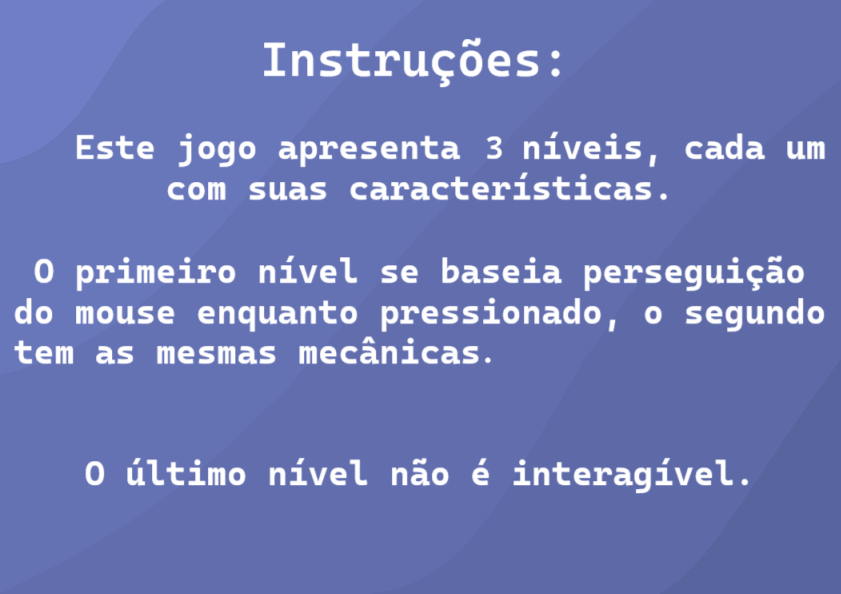 Instruções:
Este jogo apresenta 3 níveis, cada um
com suas características.
O primeiro nível se baseia perseguição
do mouse enquanto pressionado, o segundo
tem as mesmas mecânicas.
O último nível não é interagível.